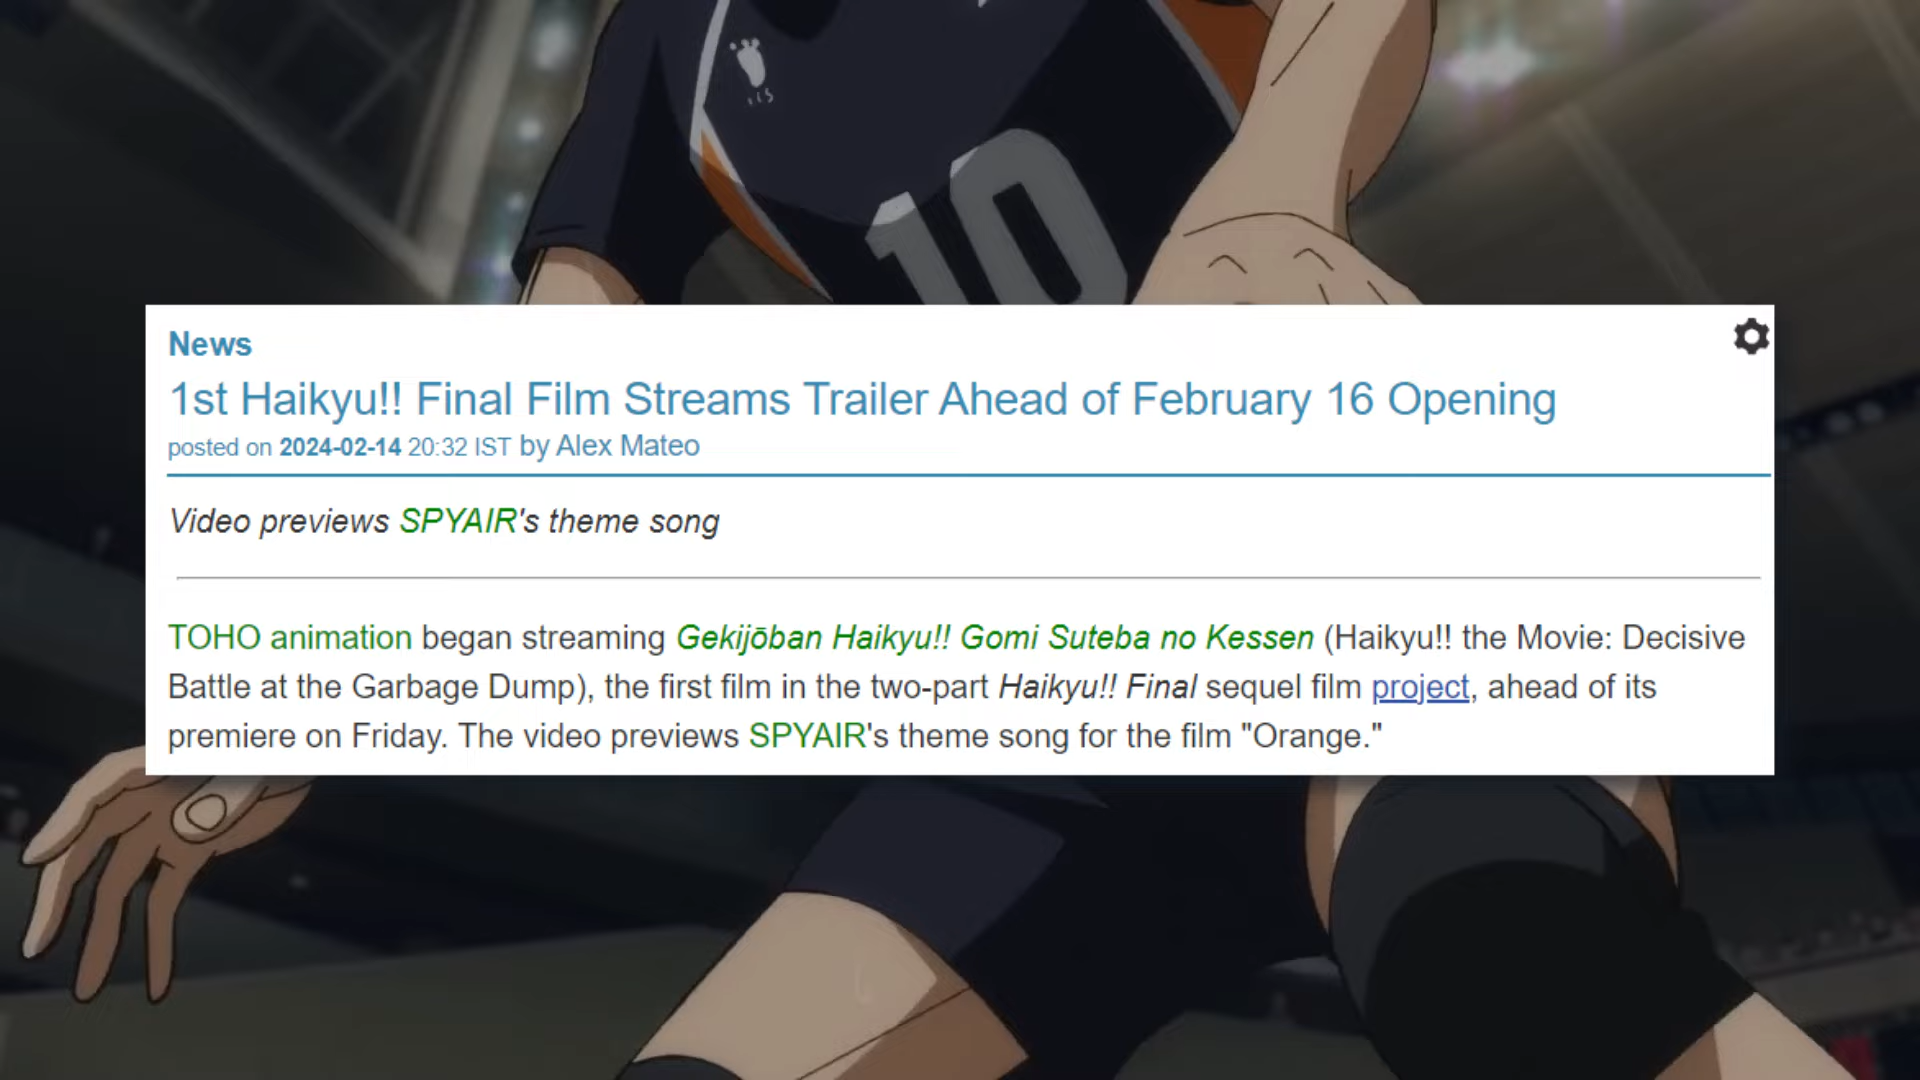 10
News
1st Haikyu!! Final Film Streams Trailer Ahead of February 16 Opening
posted on 2024-02-14 20:32 IST by Alex Mateo
Video previews SPYAIR's theme song
TOHO animation began streaming Gekijōban Haikyu!! Gomi Suteba no Kessen (Haikyu!! the Movie: Decisive
Battle at the Garbage Dump), the first film in the two-part Haikyu!! Final sequel film project, ahead of its
premiere on Friday. The video previews SPYAIR's theme song for the film "Orange."